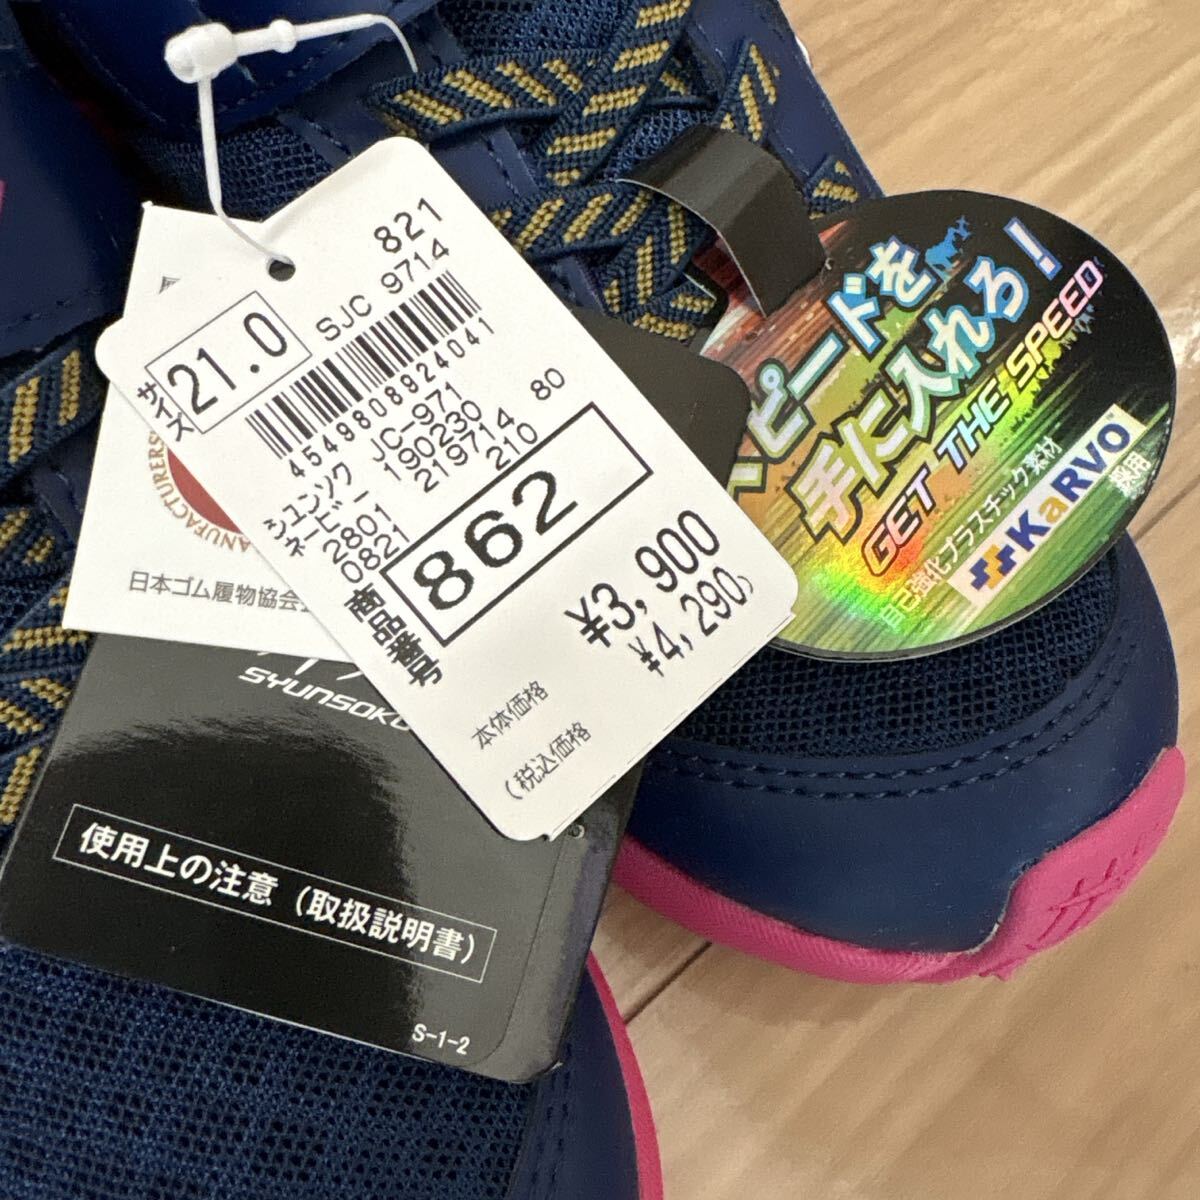 821
SJC 9714
サイズ
21.0
4549808924041
シュンソク JC-971
ネービー 190230
2801 219714 80
0821 210
商品番号
862
¥3,900
¥4,290)
本体価格
(税込価格
MANUFACTURERS
日本ゴム履物協会
SYUNSOKU
使用上の注意(取扱説明書)
S-1-2
スピードを
手に入れろ!
GET THE SPEED
自己強化プラスチック素材
KaRVO
採用